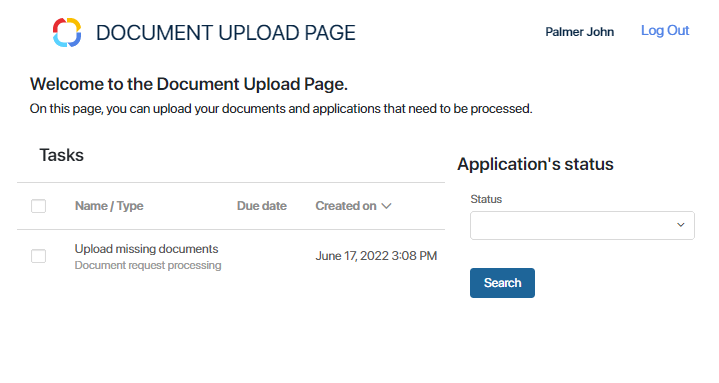 DOCUMENT UPLOAD PAGE
Palmer John
Log Out
Welcome to the Document Upload Page.
On this page, you can upload your documents and applications that need to be processed.
Tasks
Name / Type Due date Created on
Upload missing documents
Document request processing
June 17, 2022 3:08 PM
Application's status
Status
Search